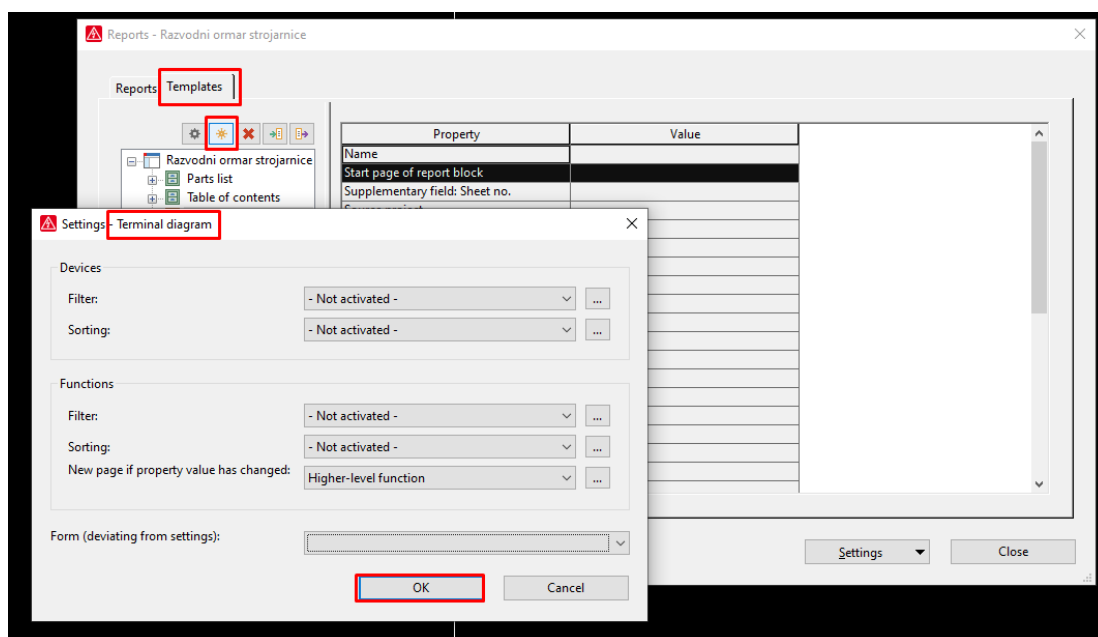 Reports - Razvodni ormar strojarnice
Reports Templates
Property Value
Razvodni ormar strojarnice
Parts list
Table of contents
Name
Start page of report block
Supplementary field: Sheet no.
Settings - Terminal diagram
Devices
Filter: - Not activated - ...
Sorting: - Not activated - ...
Functions
Filter: - Not activated - ...
Sorting: - Not activated - ...
New page if property value has changed: Higher-level function ...
Form (deviating from settings):
OK Cancel
Settings Close